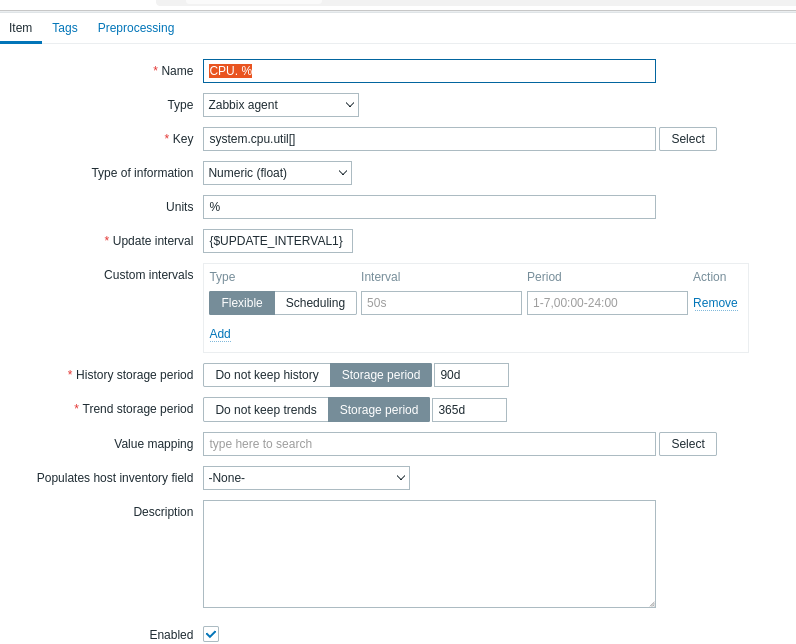 Item Tags Preprocessing
* Name CPU. %
Type Zabbix agent
* Key system.cpu.util[] Select
Type of information Numeric (float)
Units %
* Update interval {$UPDATE_INTERVAL1}
Custom intervals Type Interval Period Action
Flexible Scheduling 50s 1-7,00:00-24:00 Remove
Add
* History storage period Do not keep history Storage period 90d
* Trend storage period Do not keep trends Storage period 365d
Value mapping type here to search Select
Populates host inventory field -None-
Description
Enabled